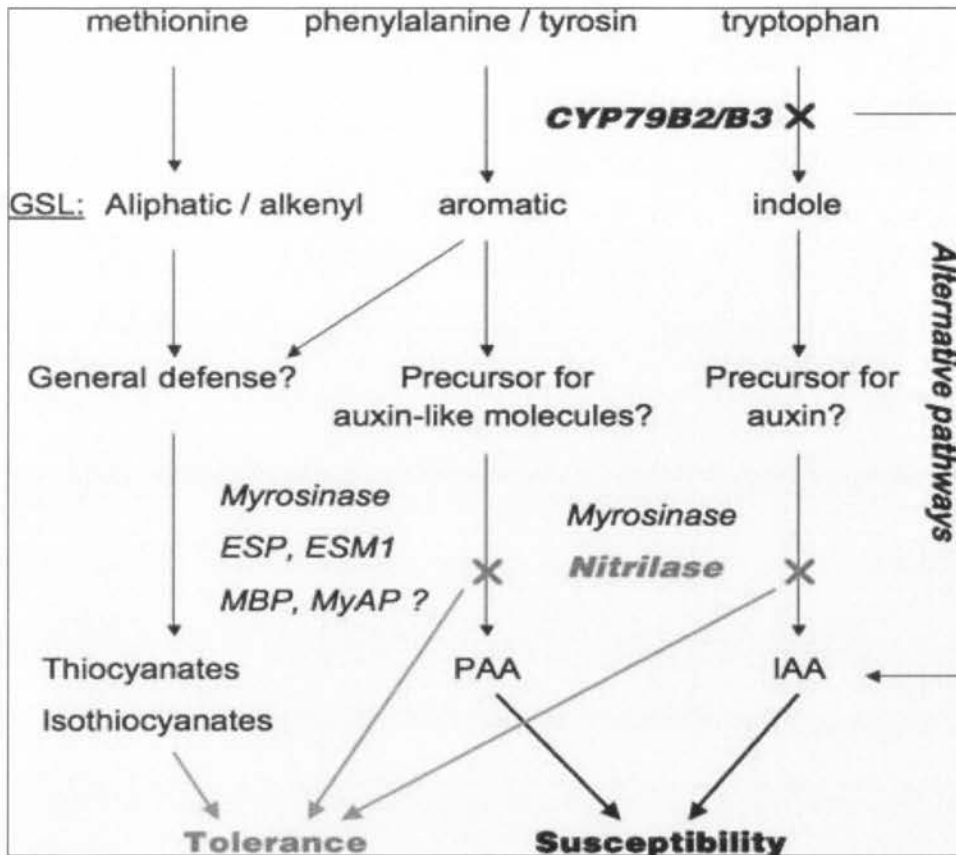 methionine phenylalanine / tyrosin tryptophan
CYP79B2/B3
GSL: Aliphatic / alkenyl aromatic indole
Alternative pathways
General defense? Precursor for auxin-like molecules? Precursor for auxin?
Myrosinase
ESP, ESM1
MBP, MyAP ?
Myrosinase
Nitrilase
Thiocyanates
Isothiocyanates
PAA IAA
Tolerance Susceptibility